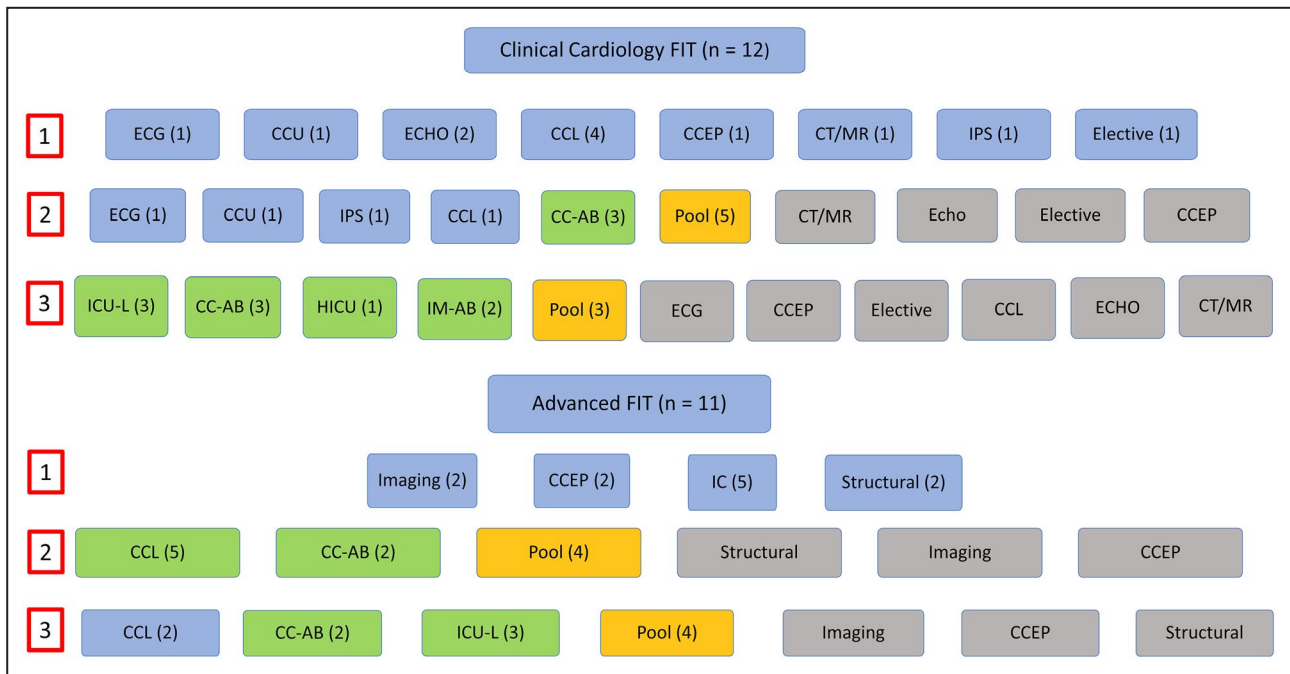 Clinical Cardiology FIT (n = 12)
1 ECG (1) CCU (1) ECHO (2) CCL (4) CCEP (1) CT/MR (1) IPS (1) Elective (1)
2 ECG (1) CCU (1) IPS (1) CCL (1) CC-AB (3) Pool (5) CT/MR Echo Elective CCEP
3 ICU-L (3) CC-AB (3) HICU (1) IM-AB (2) Pool (3) ECG CCEP Elective CCL ECHO CT/MR
Advanced FIT (n = 11)
1 Imaging (2) CCEP (2) IC (5) Structural (2)
2 CCL (5) CC-AB (2) Pool (4) Structural Imaging CCEP
3 CCL (2) CC-AB (2) ICU-L (3) Pool (4) Imaging CCEP Structural